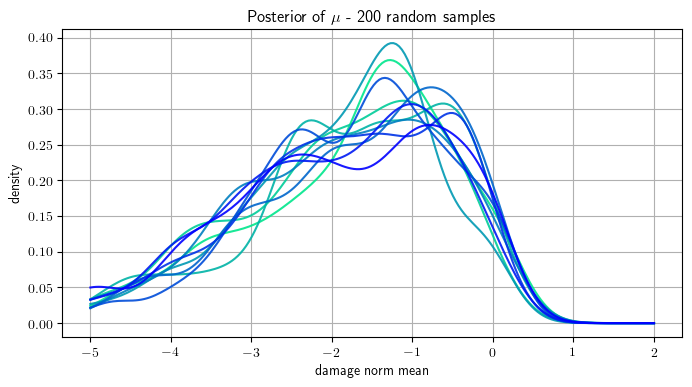 Posterior of μ - 200 random samples
0.40
0.35
0.30
0.25
0.20
0.15
0.10
0.05
0.00
density
−5 −4 −3 −2 −1 0 1 2
damage norm mean